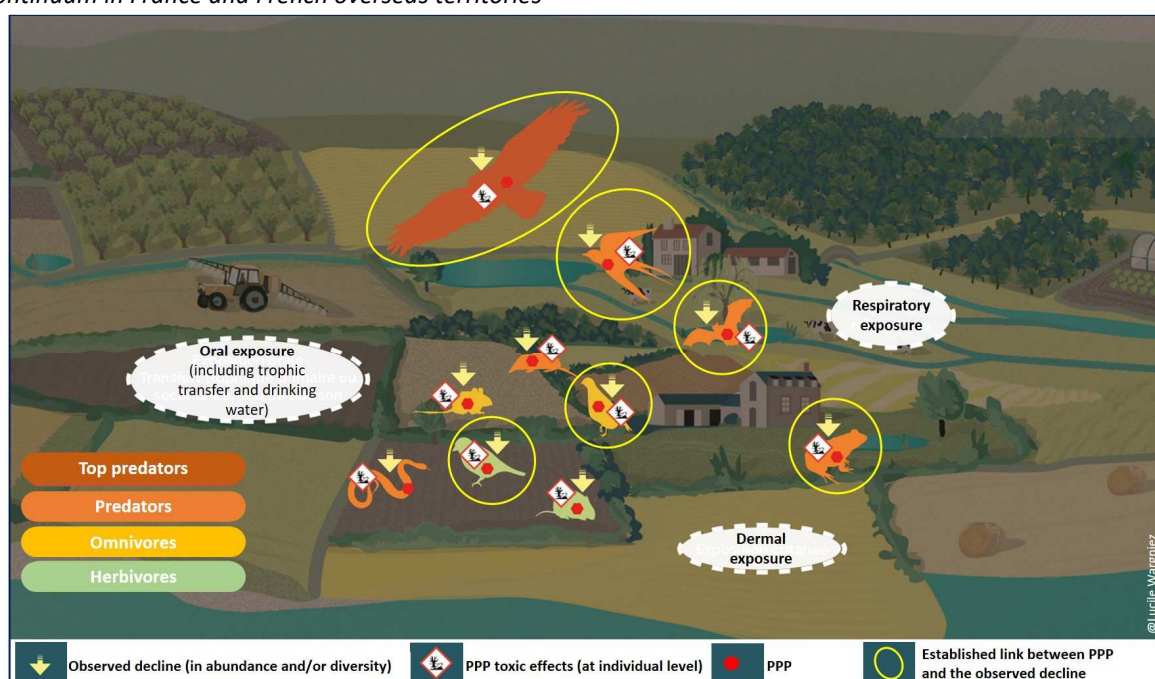 ontinuum in France and French overseas territories
Respiratory
exposure
Oral exposure
(including trophic
transfer and drinking
water)
Top predators
Predators
Omnivores
Herbivores
Dermal
exposure
@Lucile Wargniez
Observed decline (in abundance and/or diversity)
PPP toxic effects (at individual level)
PPP
Established link between PPP
and the observed decline